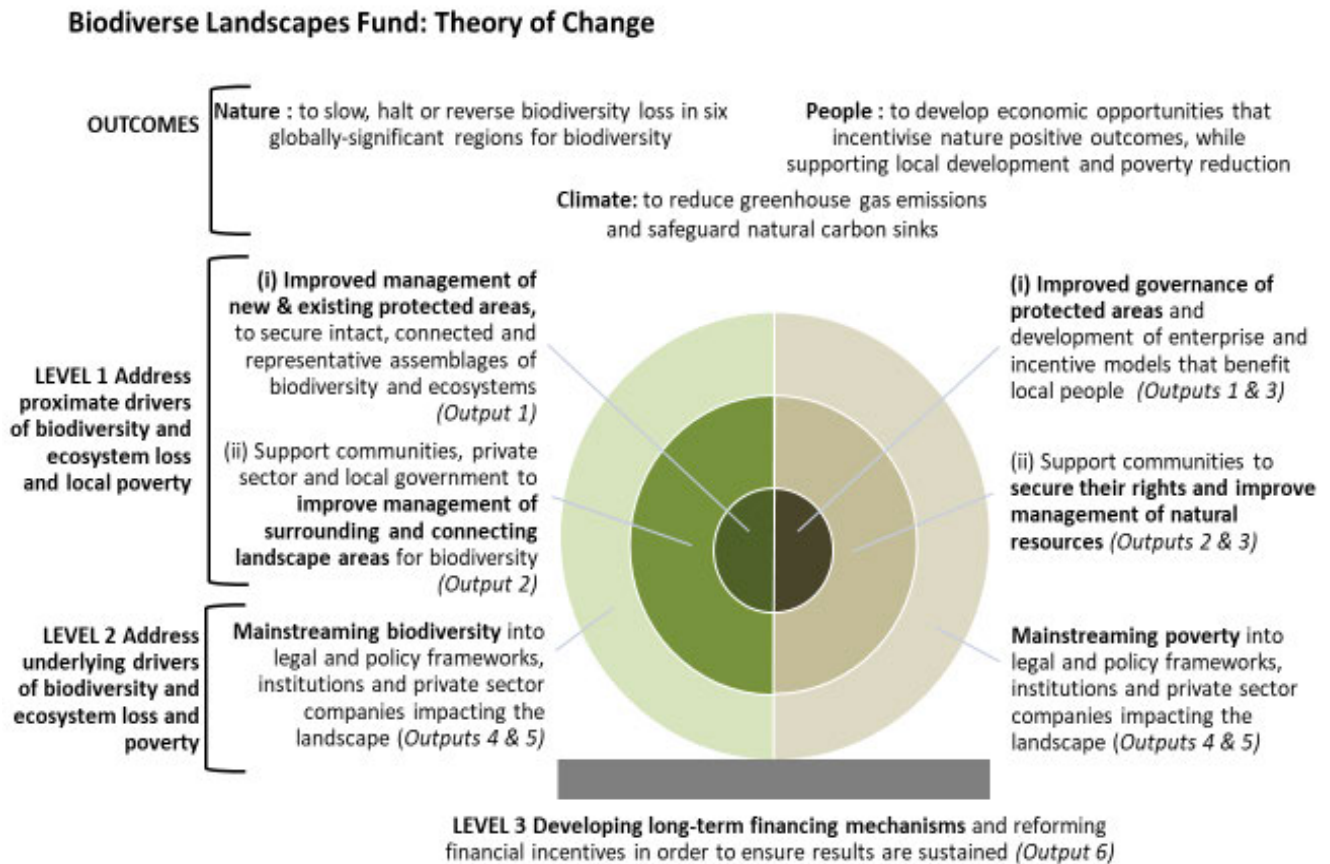 Biodiverse Landscapes Fund: Theory of Change
OUTCOMES
Nature : to slow, halt or reverse biodiversity loss in six
globally-significant regions for biodiversity
People : to develop economic opportunities that
incentivise nature positive outcomes, while
supporting local development and poverty reduction
Climate: to reduce greenhouse gas emissions
and safeguard natural carbon sinks
LEVEL 1 Address
proximate drivers
of biodiversity and
ecosystem loss
and local poverty
(i) Improved management of
new & existing protected areas,
to secure intact, connected and
representative assemblages of
biodiversity and ecosystems
(Output 1)
(ii) Support communities, private
sector and local government to
improve management of
surrounding and connecting
landscape areas for biodiversity
(Output 2)
(i) Improved governance of
protected areas and
development of enterprise and
incentive models that benefit
local people (Outputs 1 & 3)
(ii) Support communities to
secure their rights and improve
management of natural
resources (Outputs 2 & 3)
LEVEL 2 Address
underlying drivers
of biodiversity and
ecosystem loss and
poverty
Mainstreaming biodiversity into
legal and policy frameworks,
institutions and private sector
companies impacting the
landscape (Outputs 4 & 5)
Mainstreaming poverty into
legal and policy frameworks,
institutions and private sector
companies impacting the
landscape (Outputs 4 & 5)
LEVEL 3 Developing long-term financing mechanisms and reforming
financial incentives in order to ensure results are sustained (Output 6)